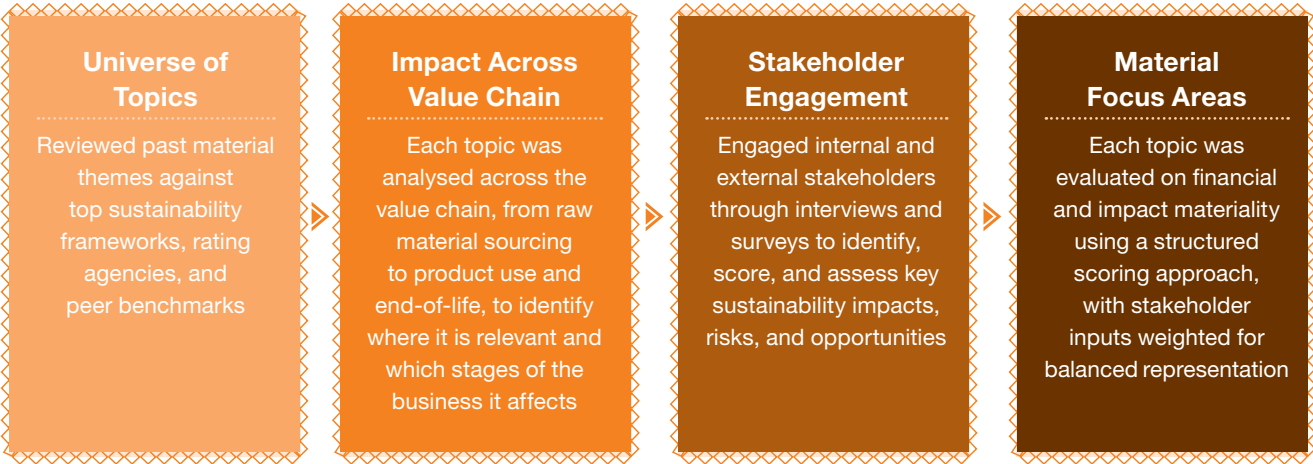 Universe of
Topics
Reviewed past material
themes against
top sustainability
frameworks, rating
agencies, and
peer benchmarks
Impact Across
Value Chain
Each topic was
analysed across the
value chain, from raw
material sourcing
to product use and
end-of-life, to identify
where it is relevant and
which stages of the
business it affects
Stakeholder
Engagement
Engaged internal and
external stakeholders
through interviews and
surveys to identify,
score, and assess key
sustainability impacts,
risks, and opportunities
Material
Focus Areas
Each topic was
evaluated on financial
and impact materiality
using a structured
scoring approach,
with stakeholder
inputs weighted for
balanced representation